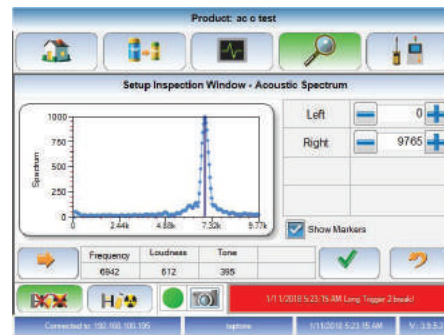 Product: ac c test
Setup Inspection Window - Acoustic Spectrum
1000
750
500
250
0
Spectrum
0 2.44k 4.88k 7.32k 9.77k
Left 0
Right 9765
Show Markers
Frequency Loudness Tone
6942 612 395
1/11/2018 5:23:15 AM Long Trigger 2 break!
Connected to: 192.168.100.195 taptone 1/11/2018 5:23:15 AM